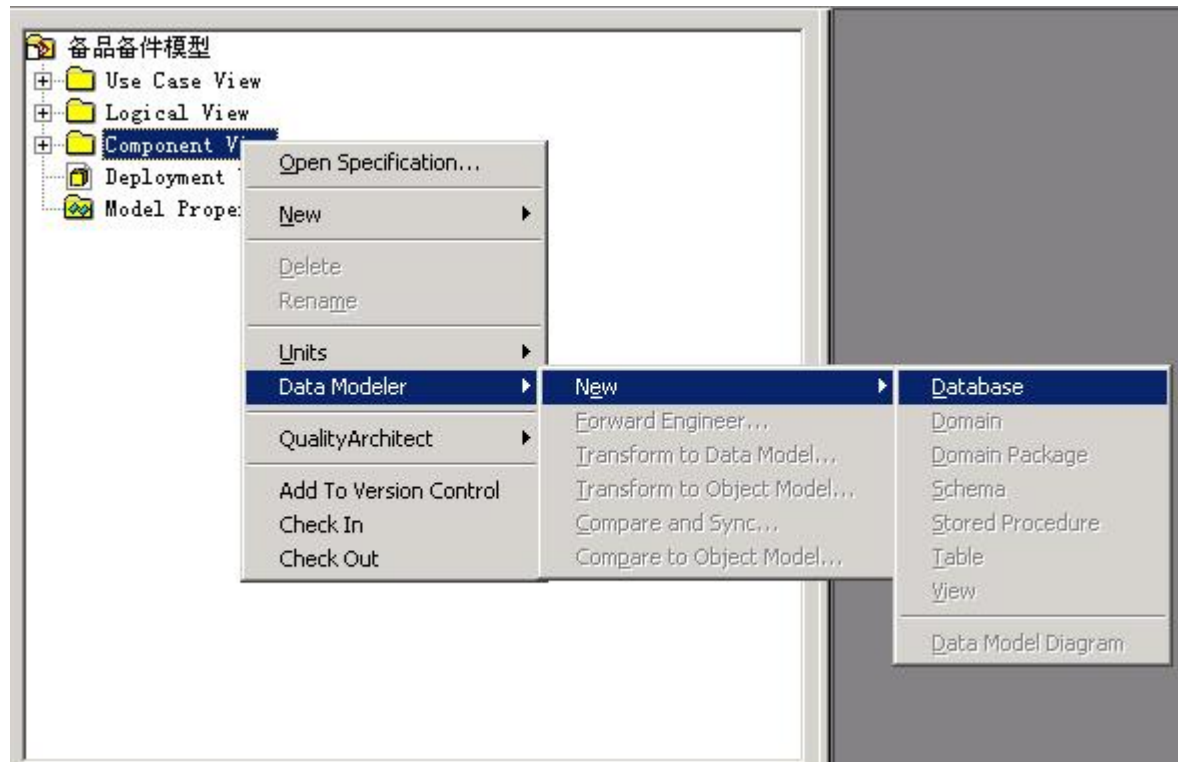 备品备件模型
Use Case View
Logical View
Component V
Deployment
Model Prope
Open Specification...
New
Delete
Rename
Units
Data Modeler
QualityArchitect
Add To Version Control
Check In
Check Out
New
Forward Engineer...
Transform to Data Model...
Transform to Object Model...
Compare and Sync...
Compare to Object Model...
Database
Domain
Domain Package
Schema
Stored Procedure
Table
View
Data Model Diagram